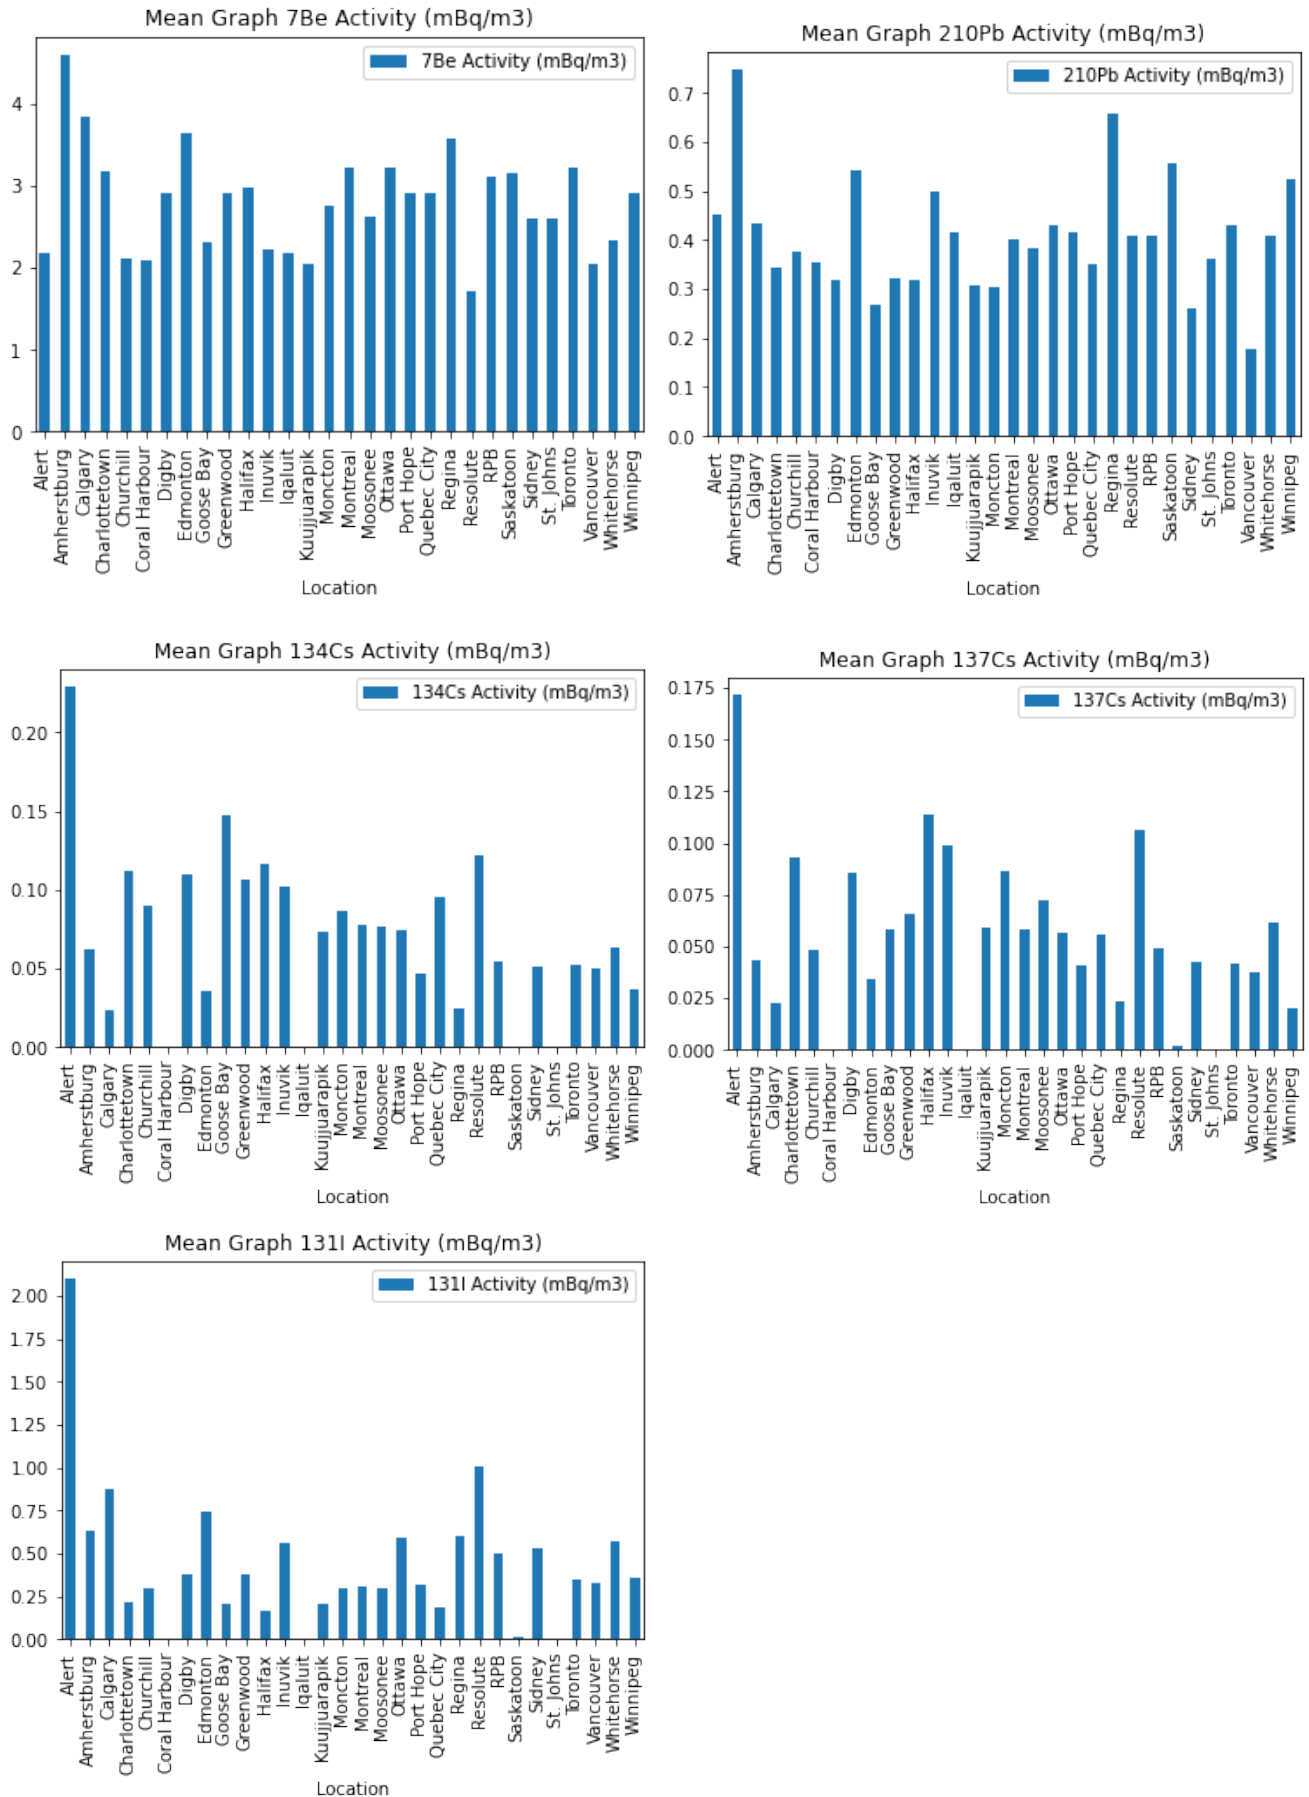 Mean Graph 7Be Activity (mBq/m3)
7Be Activity (mBq/m3)
4
3
2
1
0
Alert
Amherstburg
Calgary
Charlottetown
Churchill
Coral Harbour
Digby
Edmonton
Goose Bay
Greenwood
Halifax
Inuvik
Iqaluit
Kuujjuarapik
Moncton
Montreal
Moosonee
Ottawa
Port Hope
Quebec City
Regina
Resolute
RPB
Saskatoon
Sidney
St. Johns
Toronto
Vancouver
Whitehorse
Winnipeg
Location
Mean Graph 210Pb Activity (mBq/m3)
210Pb Activity (mBq/m3)
0.7
0.6
0.5
0.4
0.3
0.2
0.1
0.0
Alert
Amherstburg
Calgary
Charlottetown
Churchill
Coral Harbour
Digby
Edmonton
Goose Bay
Greenwood
Halifax
Inuvik
Iqaluit
Kuujjuarapik
Moncton
Montreal
Moosonee
Ottawa
Port Hope
Quebec City
Regina
Resolute
RPB
Saskatoon
Sidney
St. Johns
Toronto
Vancouver
Whitehorse
Winnipeg
Location
Mean Graph 134Cs Activity (mBq/m3)
134Cs Activity (mBq/m3)
0.20
0.15
0.10
0.05
0.00
Alert
Amherstburg
Calgary
Charlottetown
Churchill
Coral Harbour
Digby
Edmonton
Goose Bay
Greenwood
Halifax
Inuvik
Iqaluit
Kuujjuarapik
Moncton
Montreal
Moosonee
Ottawa
Port Hope
Quebec City
Regina
Resolute
RPB
Saskatoon
Sidney
St. Johns
Toronto
Vancouver
Whitehorse
Winnipeg
Location
Mean Graph 137Cs Activity (mBq/m3)
137Cs Activity (mBq/m3)
0.175
0.150
0.125
0.100
0.075
0.050
0.025
0.000
Alert
Amherstburg
Calgary
Charlottetown
Churchill
Coral Harbour
Digby
Edmonton
Goose Bay
Greenwood
Halifax
Inuvik
Iqaluit
Kuujjuarapik
Moncton
Montreal
Moosonee
Ottawa
Port Hope
Quebec City
Regina
Resolute
RPB
Saskatoon
Sidney
St. Johns
Toronto
Vancouver
Whitehorse
Winnipeg
Location
Mean Graph 131I Activity (mBq/m3)
131I Activity (mBq/m3)
2.00
1.75
1.50
1.25
1.00
0.75
0.50
0.25
0.00
Alert
Amherstburg
Calgary
Charlottetown
Churchill
Coral Harbour
Digby
Edmonton
Goose Bay
Greenwood
Halifax
Inuvik
Iqaluit
Kuujjuarapik
Moncton
Montreal
Moosonee
Ottawa
Port Hope
Quebec City
Regina
Resolute
RPB
Saskatoon
Sidney
St. Johns
Toronto
Vancouver
Whitehorse
Winnipeg
Location